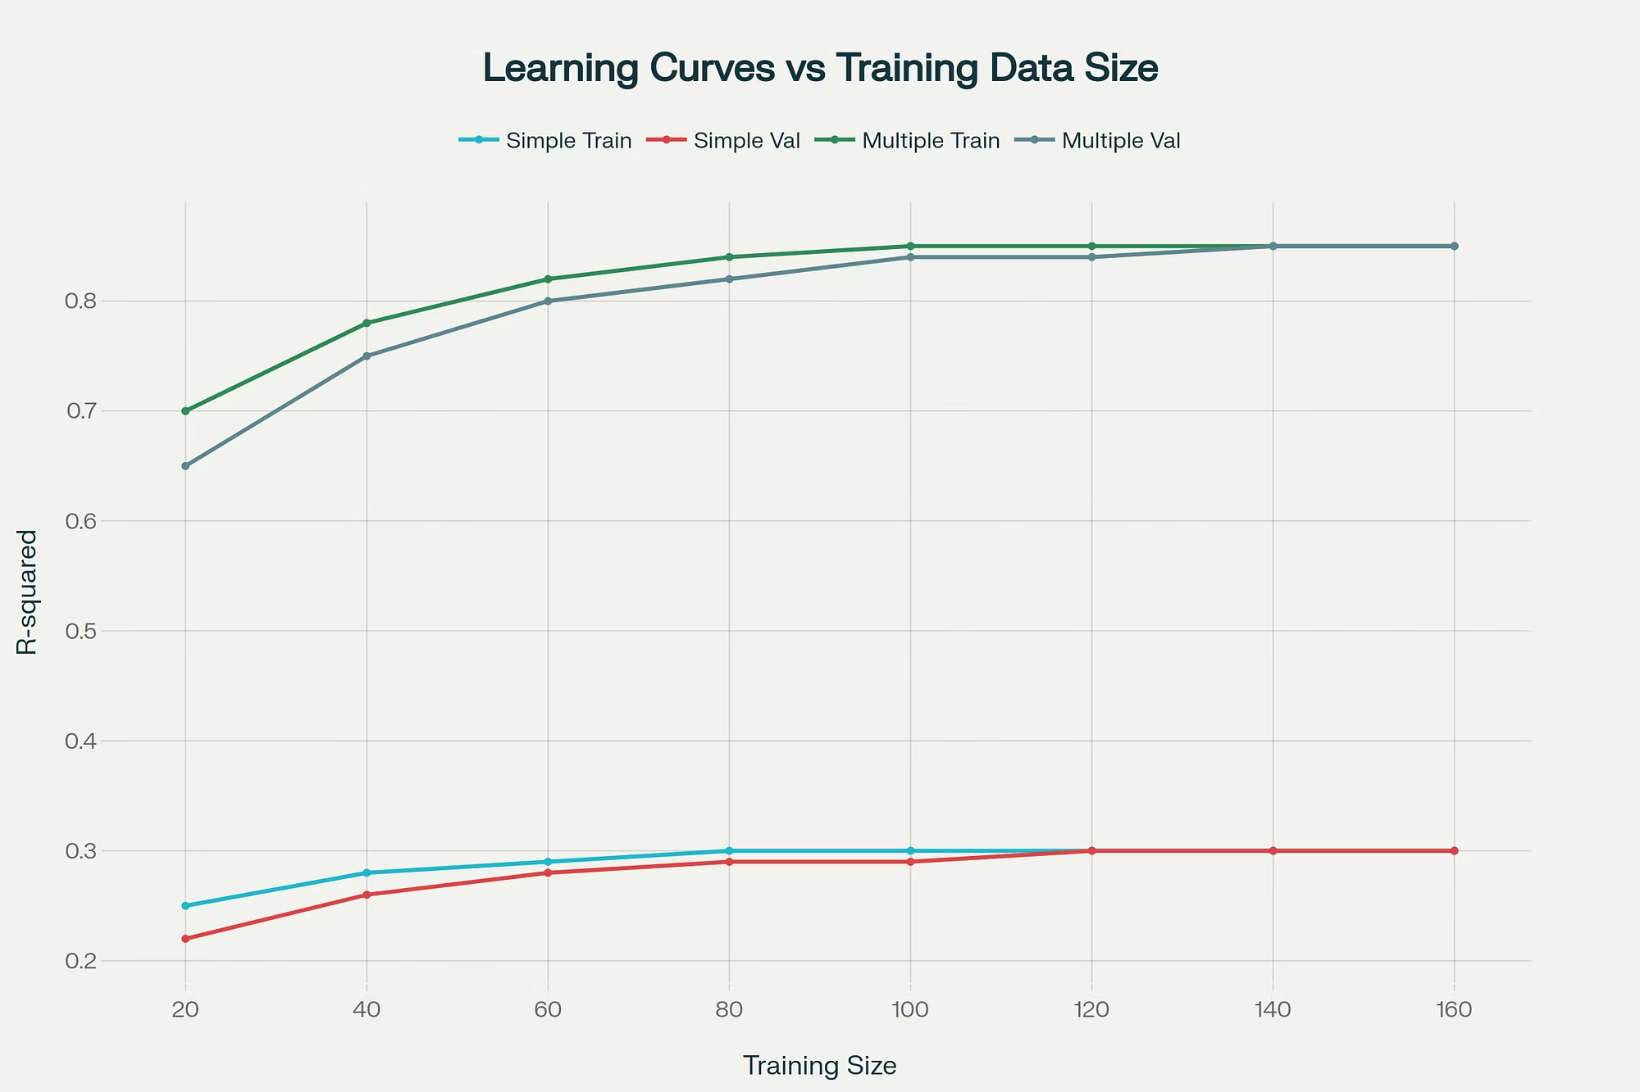 Learning Curves vs Training Data Size
Simple Train Simple Val Multiple Train Multiple Val
0.8
0.7
0.6
0.5
0.4
0.3
0.2
R-squared
20 40 60 80 100 120 140 160
Training Size